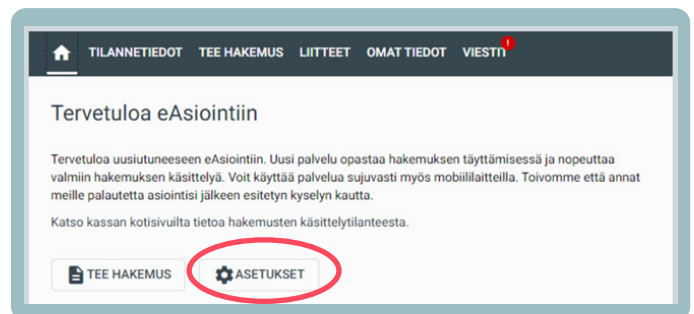 TILANNETIEDOT TEE HAKEMUS LIITTEET OMAT TIEDOT VIESTIT!
Tervetuloa eAsiointiin
Tervetuloa uusiutuneeseen eAsiointiin. Uusi palvelu opastaa hakemuksen täyttämisessä ja nopeuttaa
valmiin hakemuksen käsittelyä. Voit käyttää palvelua sujuvasti myös mobiililaitteilla. Toivomme että annat
meille palautetta asiointisi jälkeen esitetyn kyselyn kautta.
Katso kassan kotisivuilta tietoa hakemusten käsittelytilanteesta.
TEE HAKEMUS ASETUKSET